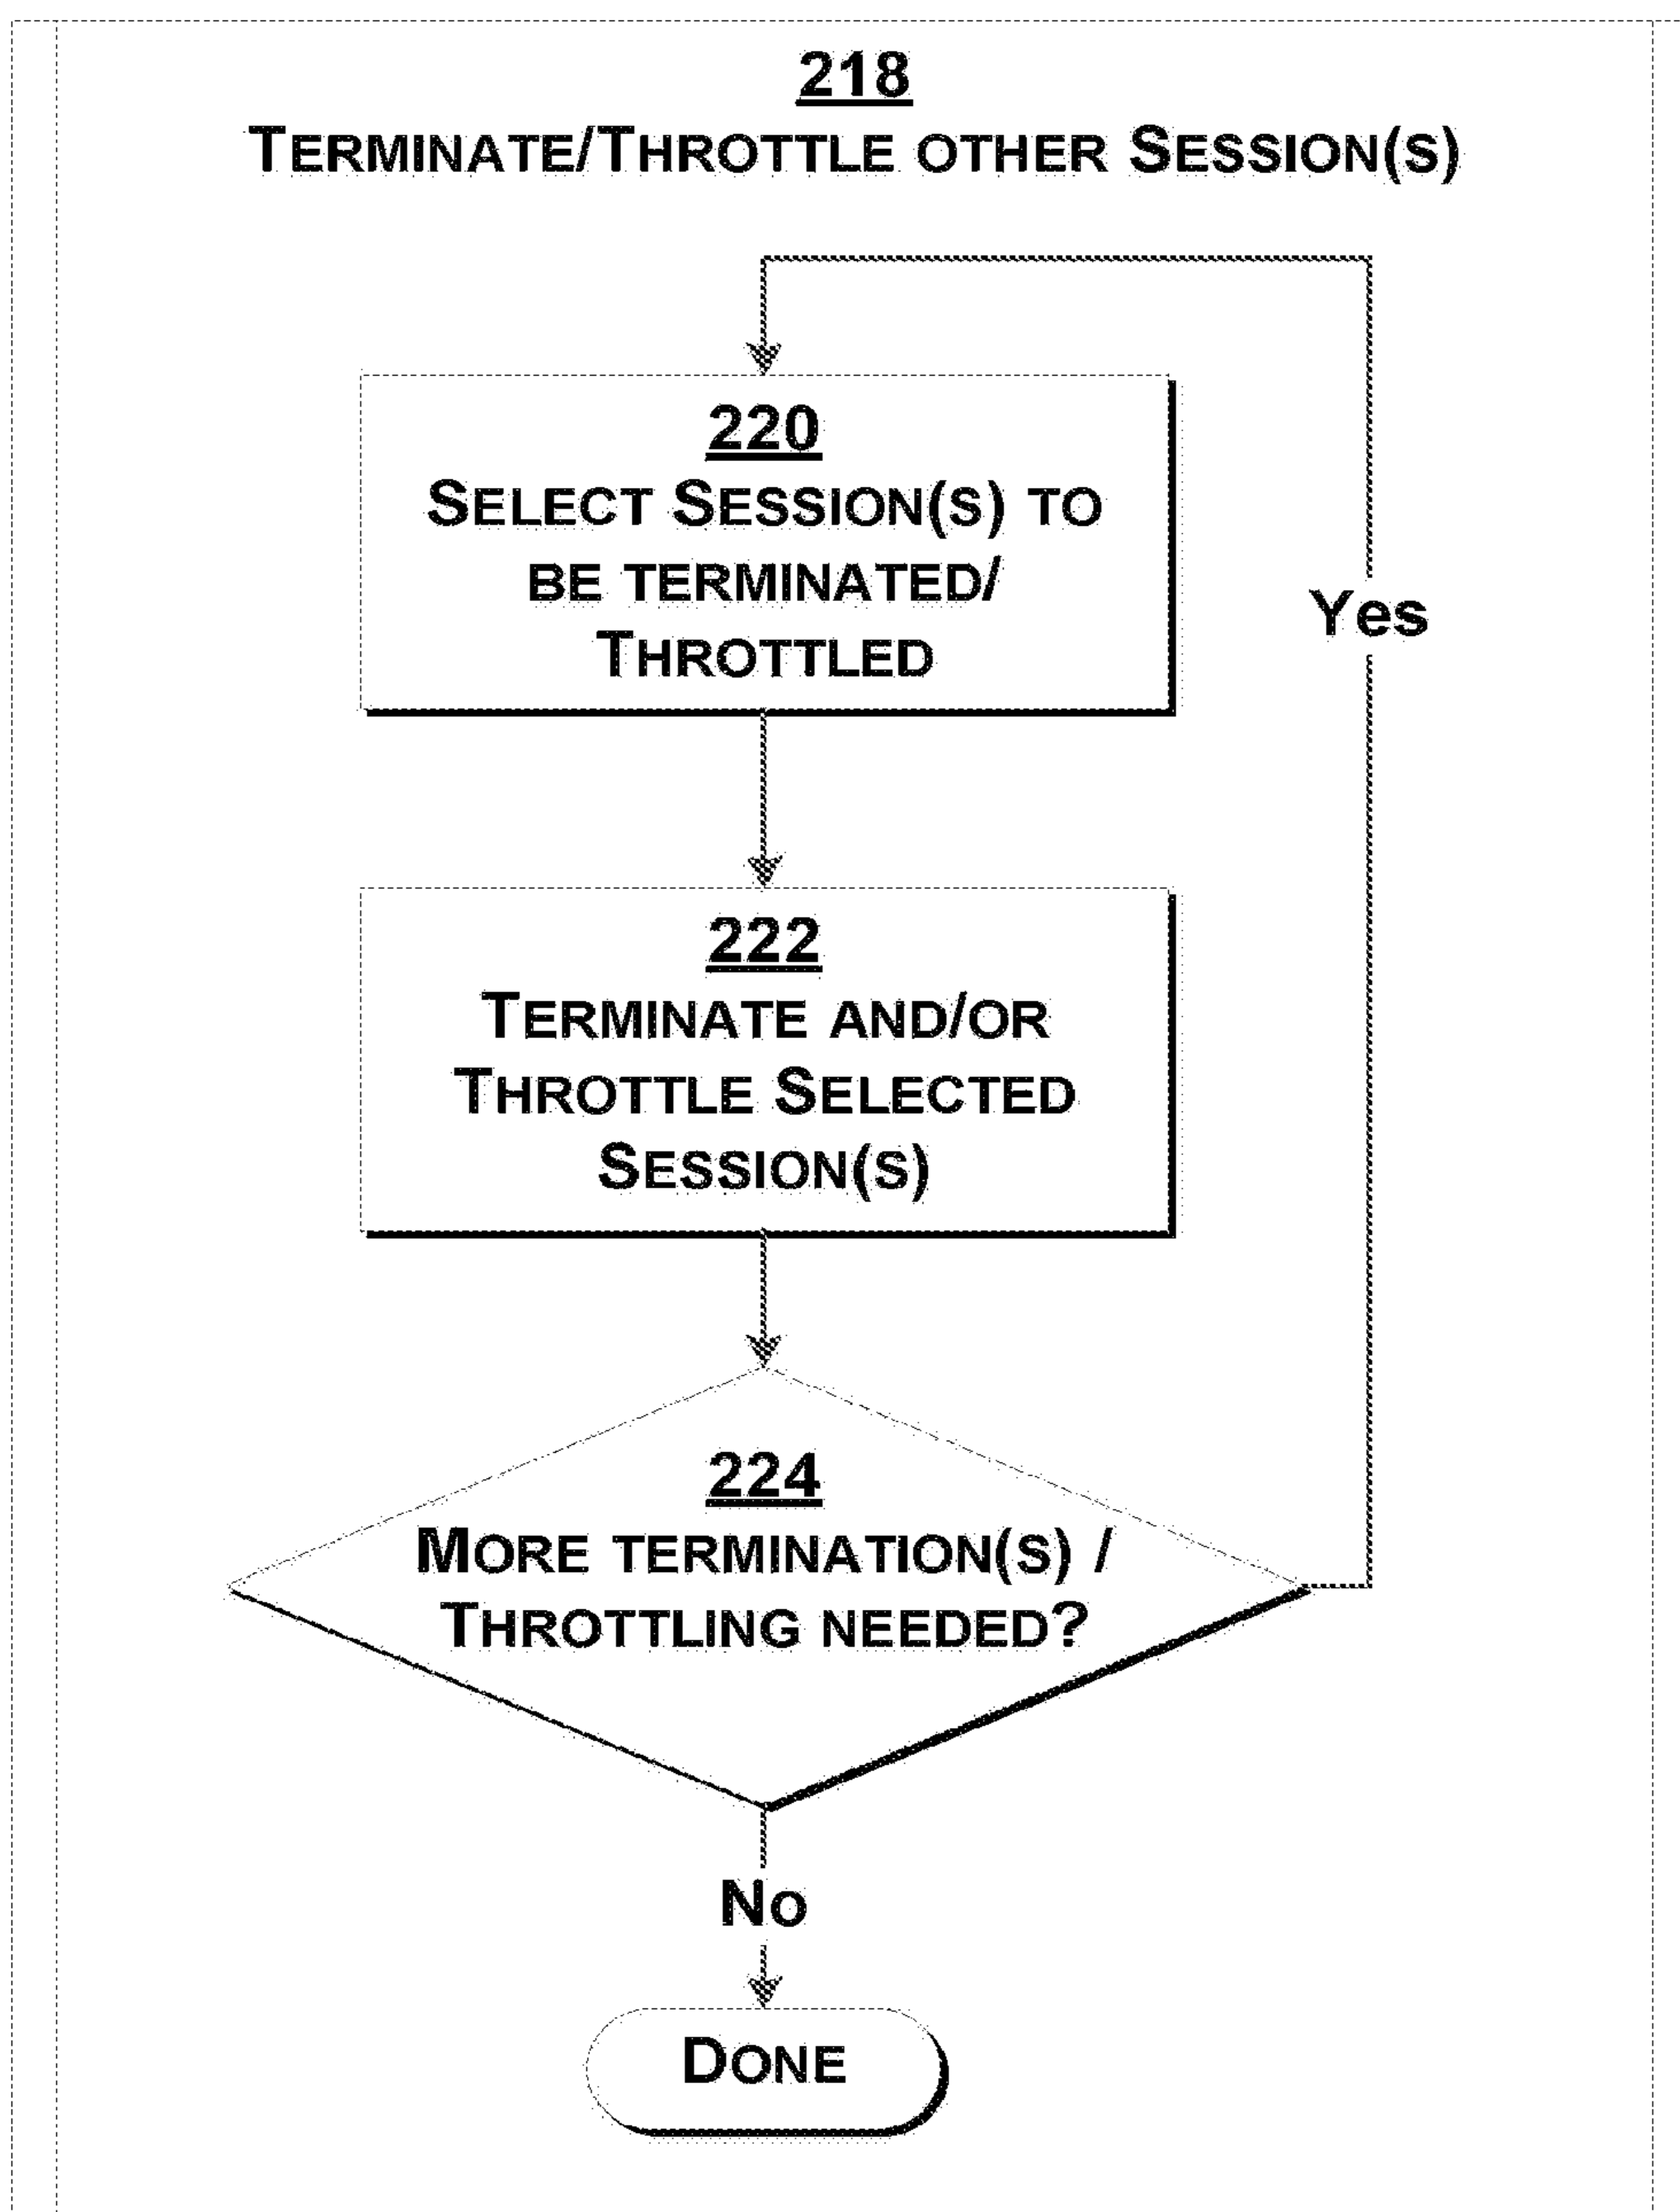 218
TERMINATE/THROTTLE OTHER SESSION(S)
220
SELECT SESSION(S) TO
BE TERMINATED/
THROTTLED
Yes
222
TERMINATE AND/OR
THROTTLE SELECTED
SESSION(S)
224
MORE TERMINATION(S) /
THROTTLING NEEDED?
No
DONE